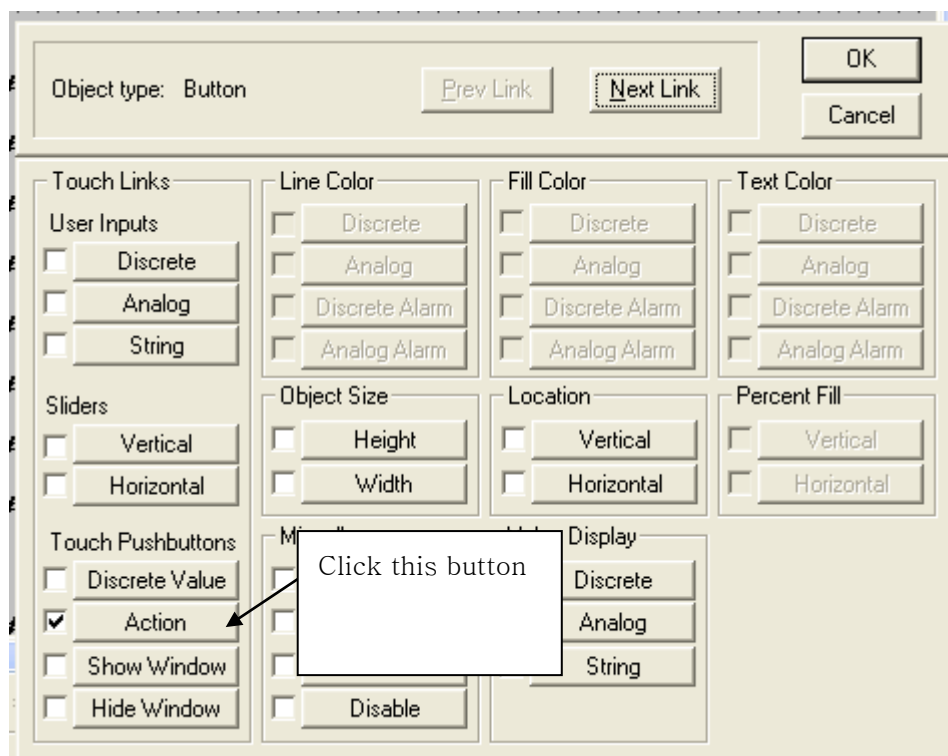 Object type: Button
Prev Link
Next Link
OK
Cancel
Touch Links
User Inputs
Discrete
Analog
String
Sliders
Vertical
Horizontal
Touch Pushbuttons
Discrete Value
Action
Show Window
Hide Window
Line Color
Discrete
Analog
Discrete Alarm
Analog Alarm
Fill Color
Discrete
Analog
Discrete Alarm
Analog Alarm
Text Color
Discrete
Analog
Discrete Alarm
Analog Alarm
Object Size
Height
Width
Location
Vertical
Horizontal
Percent Fill
Vertical
Horizontal
Click this button
Disable
Display
Discrete
Analog
String